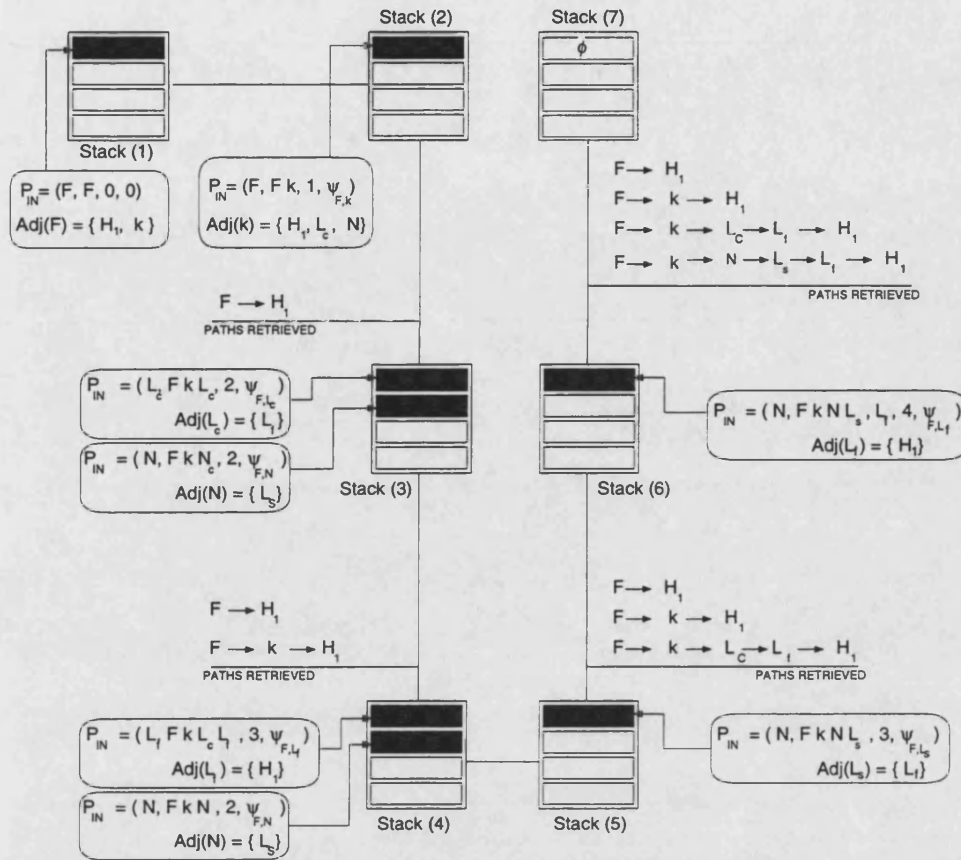 Stack (2)
Stack (7)
ϕ
Stack (1)
P_IN = (F, F, 0, 0)
Adj(F) = { H_1, k }
P_IN = (F, F k, 1, ψ_F,k)
Adj(k) = { H_1, L_c, N }
F → H_1
F → k → H_1
F → k → L_C → L_f → H_1
F → k → N → L_s → L_f → H_1
PATHS RETRIEVED
F → H_1
PATHS RETRIEVED
P_IN = ( L_c, F k L_c, 2, ψ_F,L_c )
Adj(L_c) = { L_f }
P_IN = (N, F k N_c, 2, ψ_F,N )
Adj(N) = { L_S }
Stack (3)
P_IN = (N, F k N L_s , L_f, 4, ψ_F,L_f )
Adj(L_f) = { H_1 }
Stack (6)
F → H_1
F → k → H_1
PATHS RETRIEVED
F → H_1
F → k → H_1
F → k → L_C → L_f → H_1
PATHS RETRIEVED
P_IN = ( L_f F k L_c L_f , 3, ψ_F,L_f )
Adj(L_f) = { H_1 }
P_IN = (N, F k N , 2, ψ_F,N )
Adj(N) = { L_S }
Stack (4)
P_IN = (N, F k N L_s , 3, ψ_F,L_s )
Adj(L_s) = { L_f }
Stack (5)